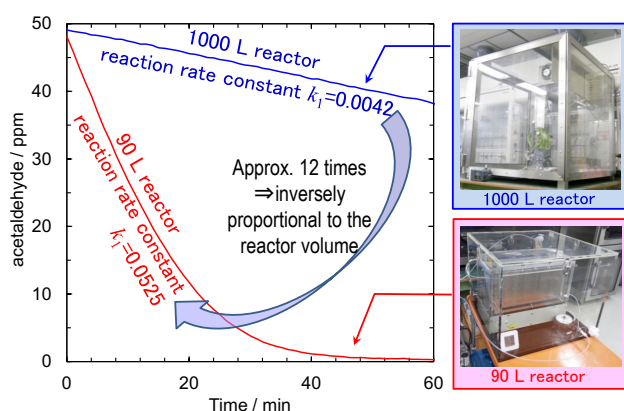 1000 L reactor
reaction rate constant k1=0.0042
90 L reactor
reaction rate constant
k1=0.0525
Approx. 12 times
⇒inversely
proportional to the
reactor volume
acetaldehyde / ppm
50
40
30
20
10
0
0
20
40
60
Time / min
1000 L reactor
90 L reactor